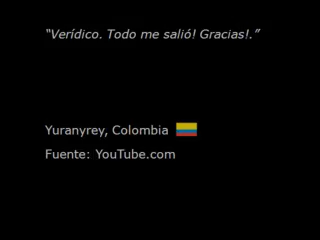 “Verídico. Todo me salió! Gracias!.”
Yuranyrey, Colombia
Fuente: YouTube.com